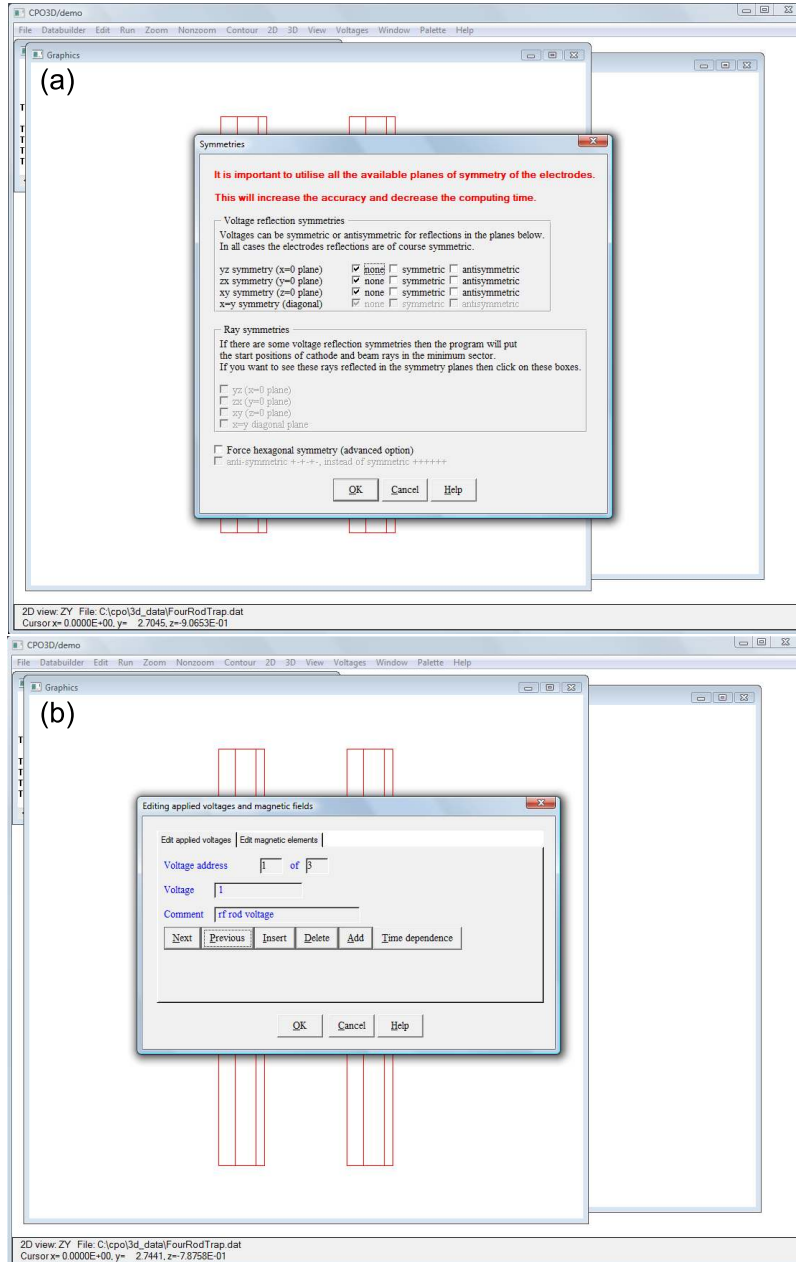 CPO3D/demo
File Databuilder Edit Run Zoom Nonzoom Contour 2D 3D View Voltages Window Palette Help
Graphics
(a)
T
T
T
T
T
Symmetries
It is important to utilise all the available planes of symmetry of the electrodes.
This will increase the accuracy and decrease the computing time.
Voltage reflection symmetries
Voltages can be symmetric or antisymmetric for reflections in the planes below.
In all cases the electrodes reflections are of course symmetric.
yz symmetry (x=0 plane) none symmetric antisymmetric
zx symmetry (y=0 plane) none symmetric antisymmetric
xy symmetry (z=0 plane) none symmetric antisymmetric
x=y symmetry (diagonal) none symmetric antisymmetric
Ray symmetries
If there are some voltage reflection symmetries then the program will put
the start positions of cathode and beam rays in the minimum sector.
If you want to see these rays reflected in the symmetry planes then click on these boxes.
yz (x=0 plane)
zx (y=0 plane)
xy (z=0 plane)
x=y diagonal plane
Force hexagonal symmetry (advanced option)
anti-symmetric +-+-+-, instead of symmetric ++++++
OK Cancel Help
2D view: ZY File: C:\cpo\3d_data\FourRodTrap.dat
Cursor x= 0.0000E+00, y= 2.7045, z=-9.0653E-01
CPO3D/demo
File Databuilder Edit Run Zoom Nonzoom Contour 2D 3D View Voltages Window Palette Help
Graphics
(b)
T
T
T
T
T
Editing applied voltages and magnetic fields
Edit applied voltages Edit magnetic elements
Voltage address 1 of 3
Voltage 1
Comment rf rod voltage
Next Previous Insert Delete Add Time dependence
OK Cancel Help
2D view: ZY File: C:\cpo\3d_data\FourRodTrap.dat
Cursor x= 0.0000E+00, y= 2.7441, z=-7.8758E-01